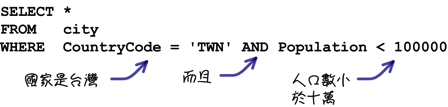 SELECT *
FROM city
WHERE CountryCode = 'TWN' AND Population < 100000
國家是台灣
而且
人口數小
於十萬